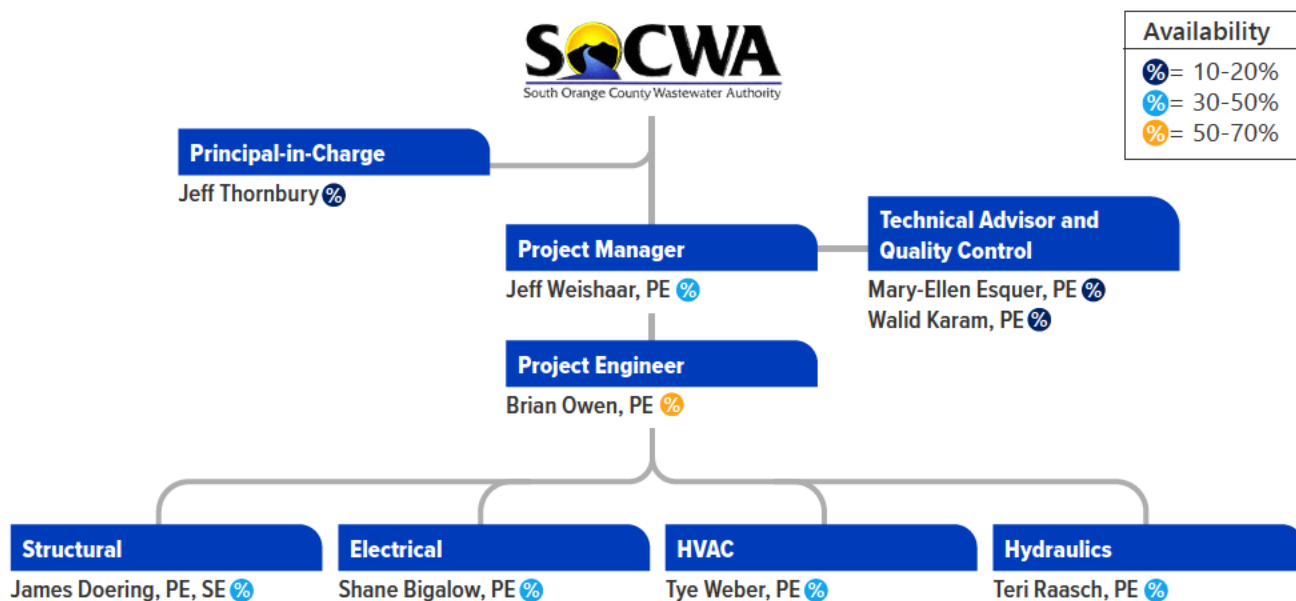 SOCWA
South Orange County Wastewater Authority
Availability
% = 10-20%
% = 30-50%
% = 50-70%
Principal-in-Charge
Jeff Thornbury %
Project Manager
Jeff Weishaar, PE %
Technical Advisor and
Quality Control
Mary-Ellen Esquer, PE %
Walid Karam, PE %
Project Engineer
Brian Owen, PE %
Structural
James Doering, PE, SE %
Electrical
Shane Bigalow, PE %
HVAC
Tye Weber, PE %
Hydraulics
Teri Raasch, PE %